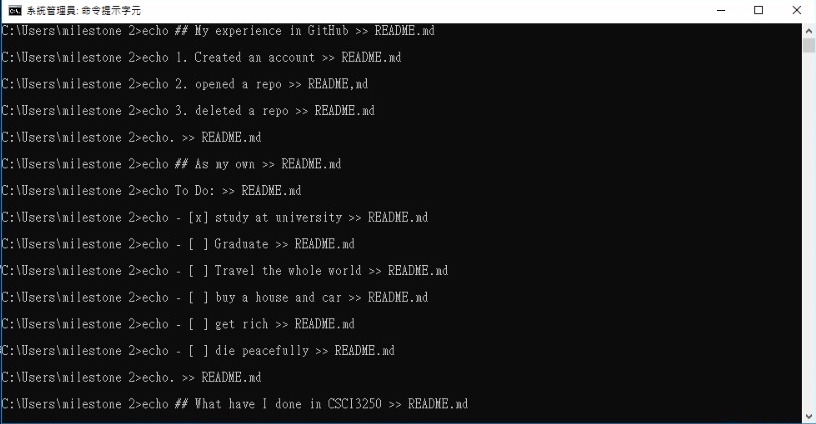 系統管理員: 命令提示字元
C:\Users\milestone 2>echo ## My experience in GitHub >> README.md
C:\Users\milestone 2>echo 1. Created an account >> README.md
C:\Users\milestone 2>echo 2. opened a repo >> README,md
C:\Users\milestone 2>echo 3. deleted a repo >> README.md
C:\Users\milestone 2>echo. >> README.md
C:\Users\milestone 2>echo ## As my own >> README.md
C:\Users\milestone 2>echo To Do: >> README.md
C:\Users\milestone 2>echo - [x] study at university >> README.md
C:\Users\milestone 2>echo - [ ] Graduate >> README.md
C:\Users\milestone 2>echo - [ ] Travel the whole world >> README.md
C:\Users\milestone 2>echo - [ ] buy a house and car >> README.md
C:\Users\milestone 2>echo - [ ] get rich >> README.md
C:\Users\milestone 2>echo - [ ] die peacefully >> README.md
C:\Users\milestone 2>echo. >> README.md
C:\Users\milestone 2>echo ## What have I done in CSCI3250 >> README.md